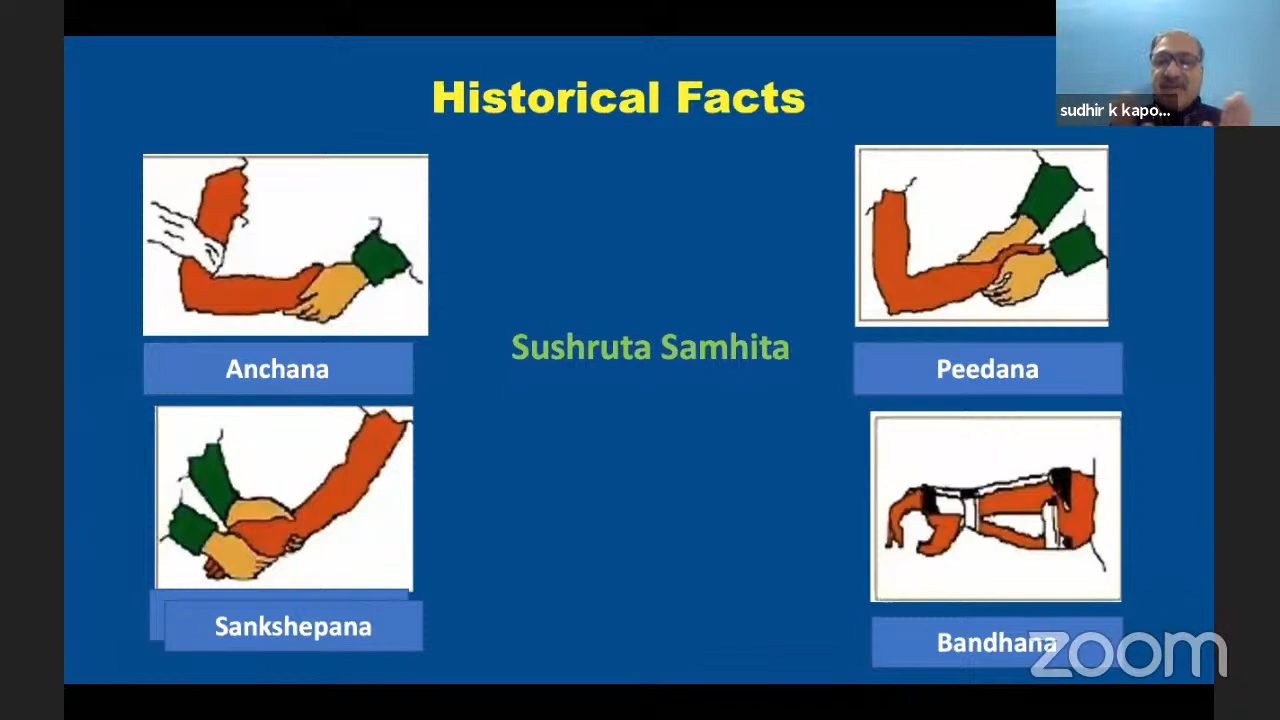 Historical Facts
sudhir k kapo...
Anchana
Sushruta Samhita
Peedana
Sankshepana
Bandhana
zoom